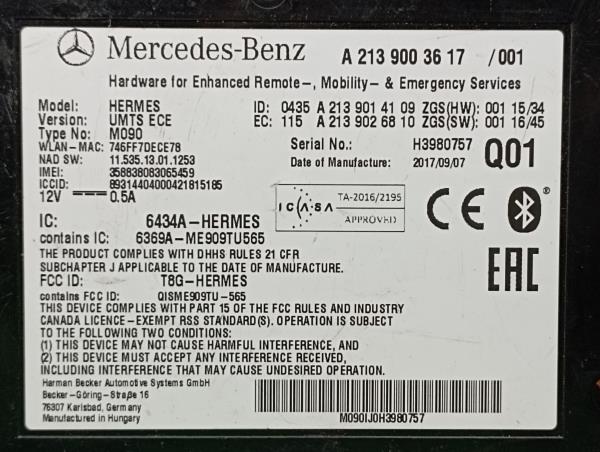 Mercedes-Benz A 213 900 36 17 /001
Hardware for Enhanced Remote-, Mobility- & Emergency Services
Model: HERMES ID: 0435 A 213 901 41 09 ZGS(HW): 001 15/34
Version: UMTS ECE EC: 115 A 213 902 68 10 ZGS(SW): 001 16/45
Type No: M090
WLAN-MAC: 746FF7DECE78 Serial No.: H3980757 Q01
NAD SW: 11.535.13.01.1253 Date of Manufacture: 2017/09/07
IMEI: 358838083065459
ICCID: 89314404000421815185
12V 0.5A
ICASA TA-2016/2195
APPROVED
CE
EAC
IC: 6434A-HERMES
contains IC: 6369A-ME909TU565
THE PRODUCT COMPLIES WITH DHHS RULES 21 CFR
SUBCHAPTER J APPLICABLE TO THE DATE OF MANUFACTURE.
FCC ID: T8G-HERMES
contains FCC ID: QISME909TU-565
THIS DEVICE COMPLIES WITH PART 15 OF THE FCC RULES AND INDUSTRY
CANADA LICENCE-EXEMPT RSS STANDARD(S). OPERATION IS SUBJECT
TO THE FOLLOWING TWO CONDITIONS:
(1) THIS DEVICE MAY NOT CAUSE HARMFUL INTERFERENCE, AND
(2) THIS DEVICE MUST ACCEPT ANY INTERFERENCE RECEIVED,
INCLUDING INTERFERENCE THAT MAY CAUSE UNDESIRED OPERATION.
Harman Becker Automotive Systems GmbH
Becker-Göring-Straße 16
76307 Karlsbad, Germany
Manufactured in Hungary
M090IJ0H3980757